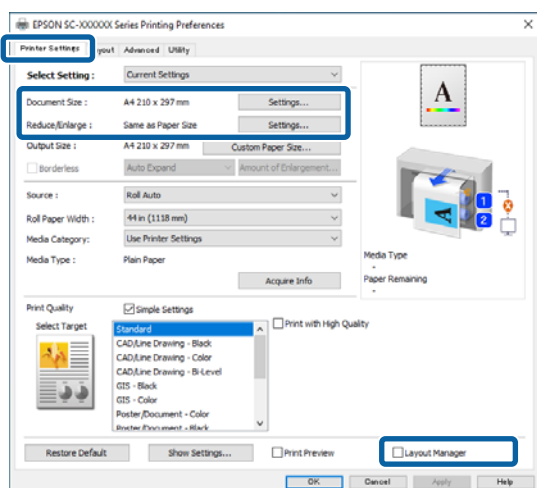 EPSON SC-XXXXXX Series Printing Preferences
Printer Settings yout Advanced Utility
Select Setting : Current Settings
Document Size : A4 210 x 297 mm Settings...
Reduce/Enlarge : Same as Paper Size Settings...
Output Size : A4 210 x 297 mm Custom Paper Size...
Borderless Auto Expand Amount of Enlargement...
A
Source : Roll Auto
Roll Paper Width : 44 in (1118 mm)
Media Category: Use Printer Settings
Media Type : Plain Paper
Acquire Info
1
A 2
Media Type
-
Paper Remaining
-
Print Quality Simple Settings
Select Target
Standard
CAD/Line Drawing - Black
CAD/Line Drawing - Color
CAD/Line Drawing - Bi-Level
GIS - Black
GIS - Color
Poster/Document - Color
Poster/Document - Black
Print with High Quality
Restore Default Show Settings... Print Preview Layout Manager
OK Cancel Apply Help